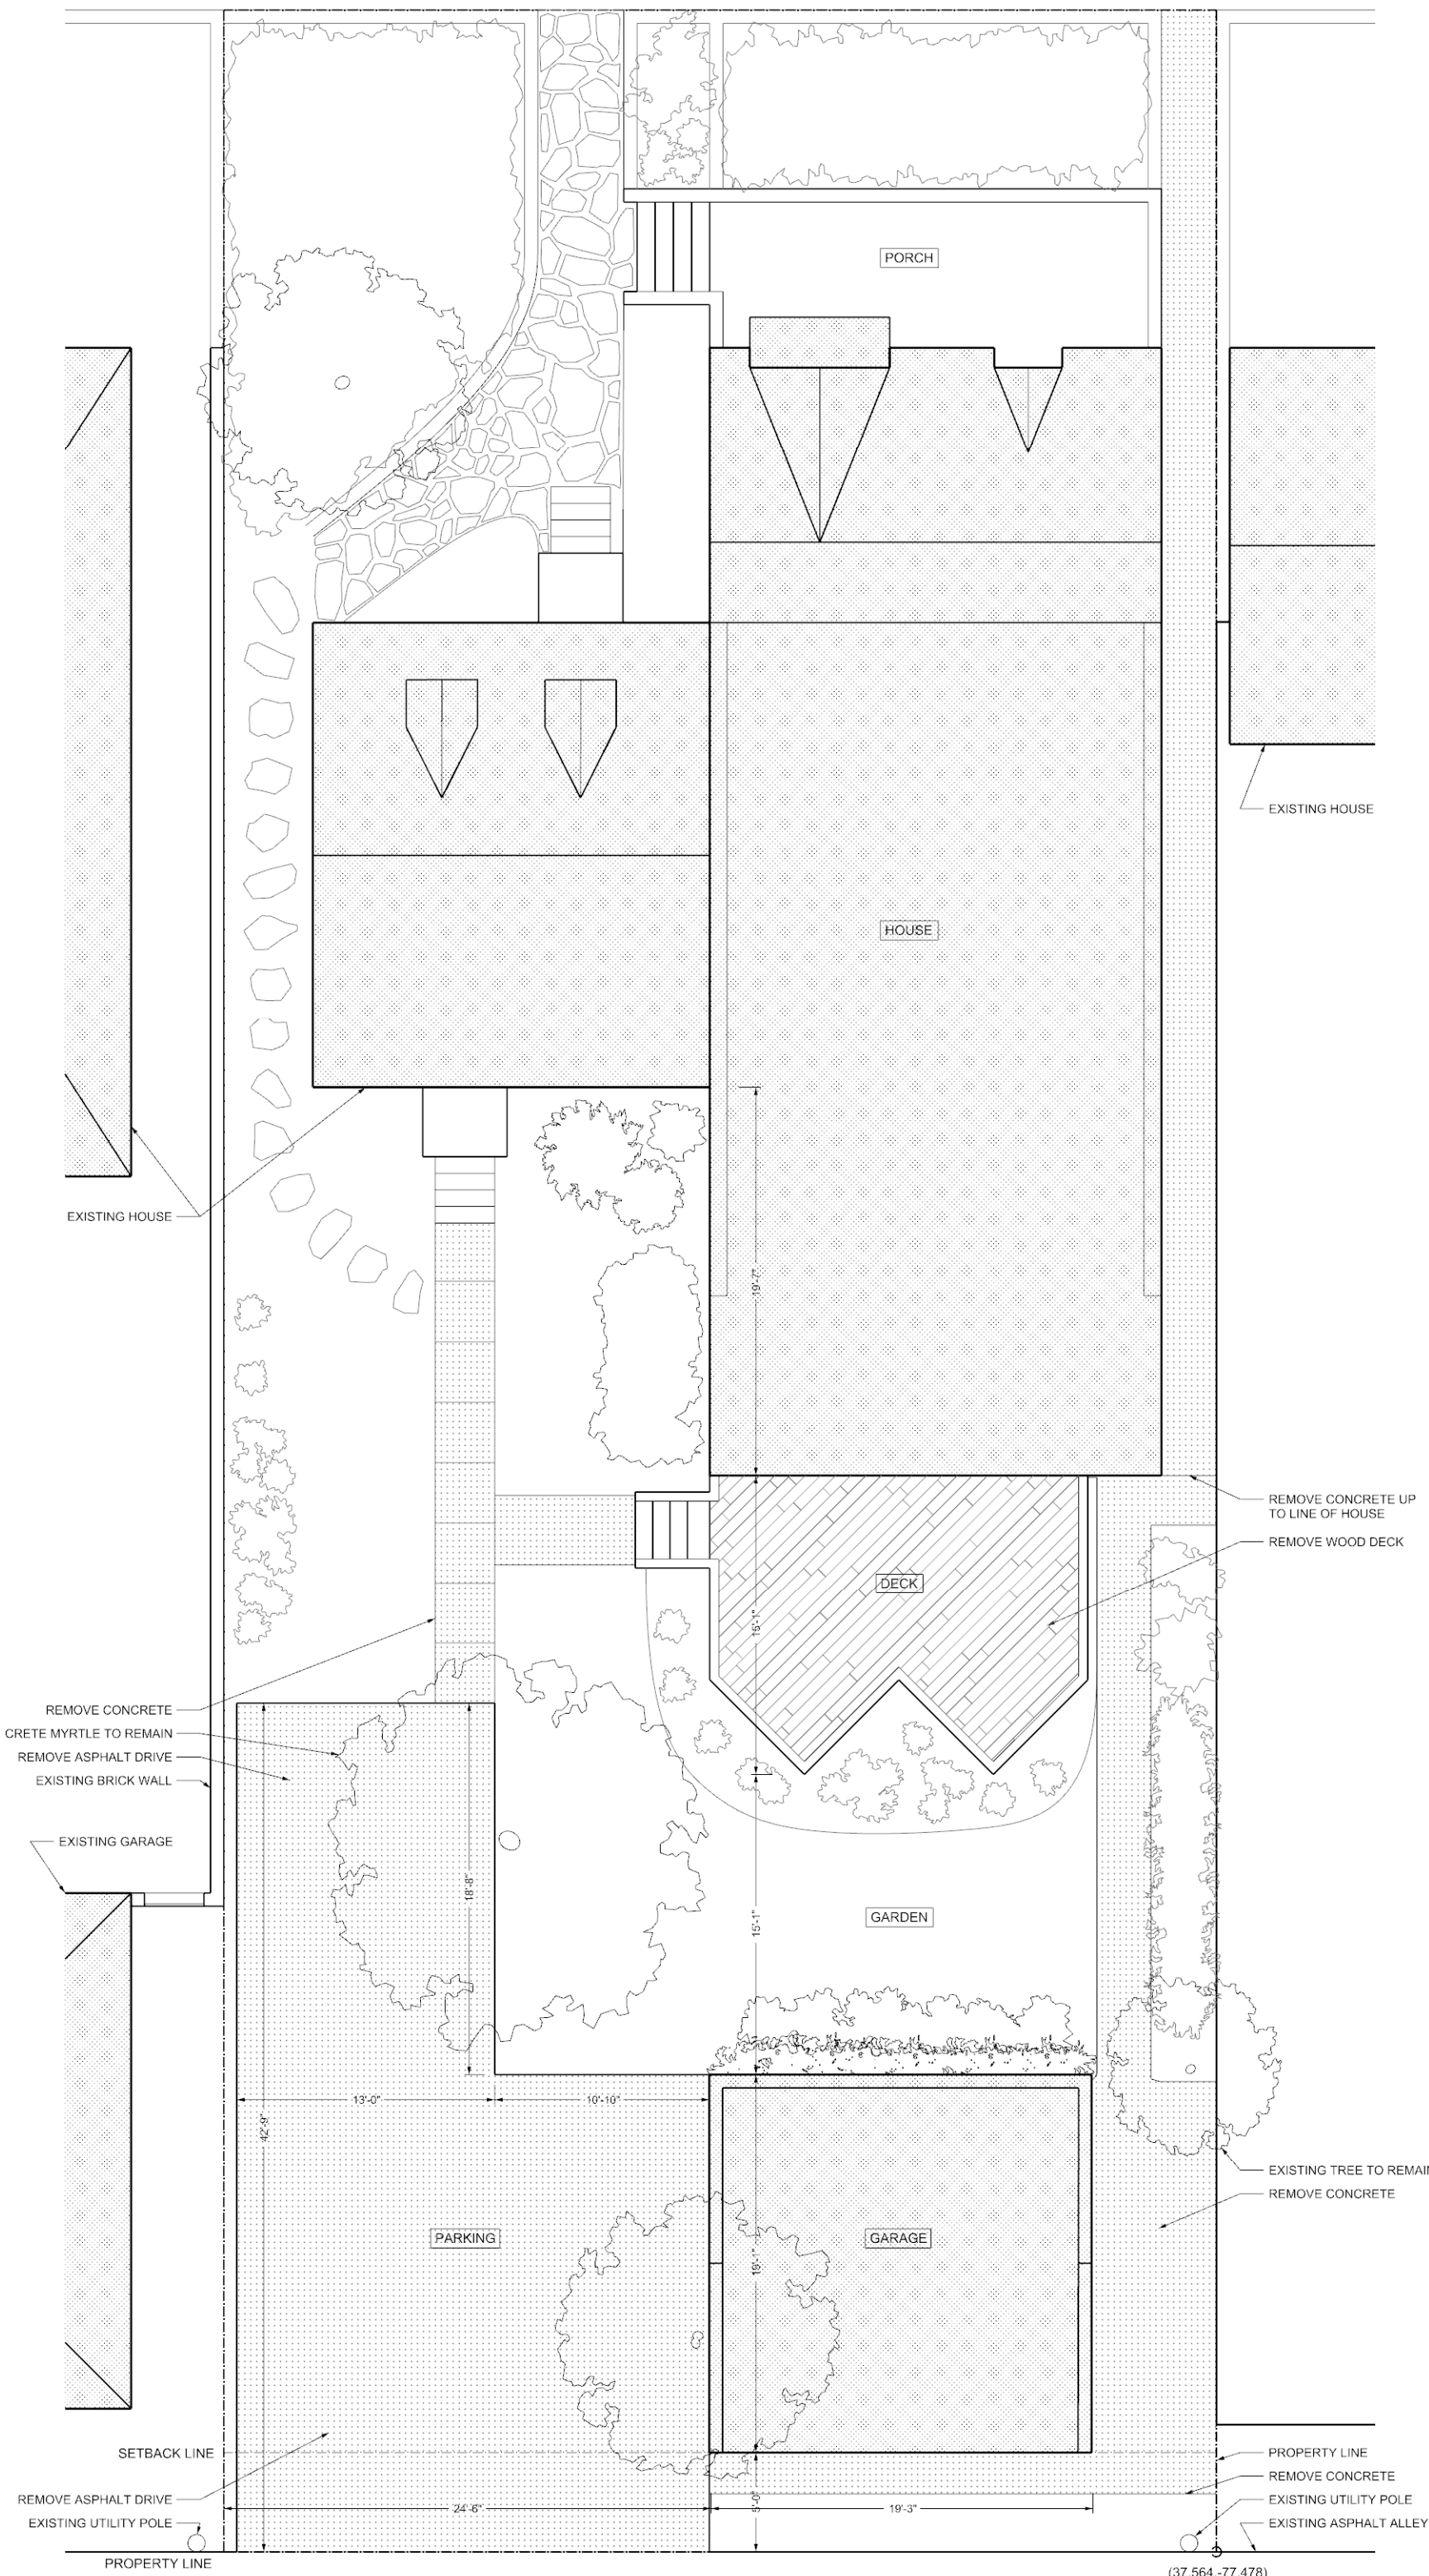 PORCH
EXISTING HOUSE
HOUSE
EXISTING HOUSE
19'-7"
REMOVE CONCRETE UP
TO LINE OF HOUSE
REMOVE WOOD DECK
DECK
15'-1"
REMOVE CONCRETE
CRETE MYRTLE TO REMAIN
REMOVE ASPHALT DRIVE
EXISTING BRICK WALL
EXISTING GARAGE
18'-8"
GARDEN
15'-1"
13'-0"
10'-10"
42'-9"
EXISTING TREE TO REMAI
REMOVE CONCRETE
PARKING
GARAGE
19'-1"
SETBACK LINE
PROPERTY LINE
REMOVE CONCRETE
REMOVE ASPHALT DRIVE
EXISTING UTILITY POLE
24'-6"
5'-0"
19'-3"
EXISTING UTILITY POLE
EXISTING ASPHALT ALLEY
PROPERTY LINE
(37.564,-77.478)